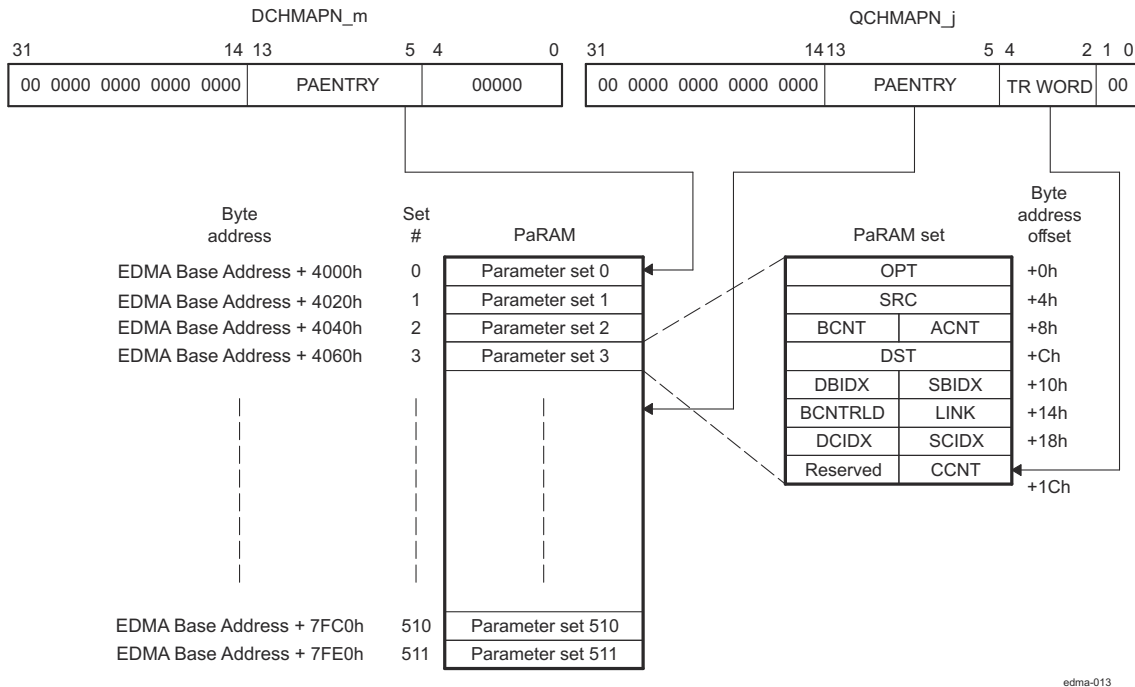 DCHMAPN_m
QCHMAPN_j
31 14 13 5 4 0
31 14 13 5 4 2 1 0
00 0000 0000 0000 0000 PAENTRY 00000
00 0000 0000 0000 0000 PAENTRY TR WORD 00
Byte address
Set #
PaRAM
PaRAM set
Byte address offset
EDMA Base Address + 4000h 0 Parameter set 0
EDMA Base Address + 4020h 1 Parameter set 1
EDMA Base Address + 4040h 2 Parameter set 2
EDMA Base Address + 4060h 3 Parameter set 3
OPT +0h
SRC +4h
BCNT ACNT +8h
DST +Ch
DBIDX SBIDX +10h
BCNTRLD LINK +14h
DCIDX SCIDX +18h
Reserved CCNT +1Ch
EDMA Base Address + 7FC0h 510 Parameter set 510
EDMA Base Address + 7FE0h 511 Parameter set 511
edma-013